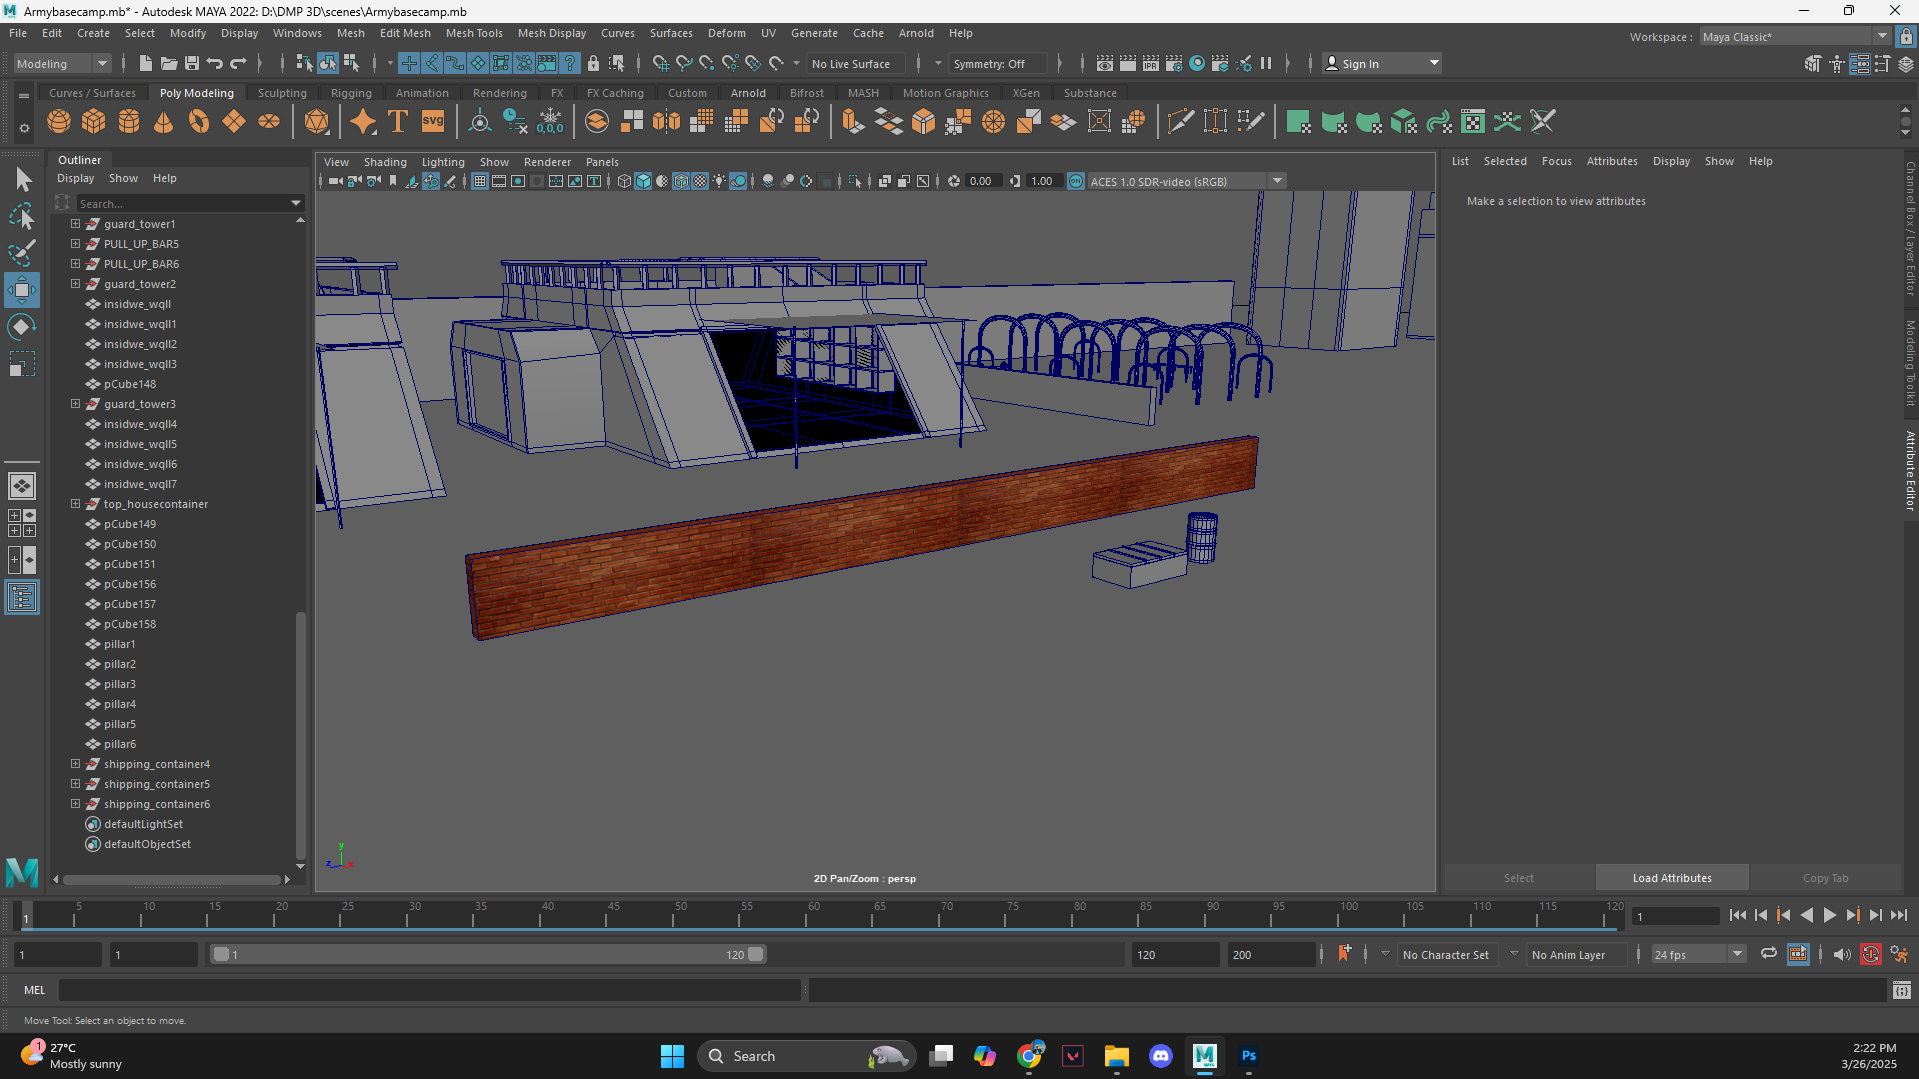 Armybasecamp.mb* - Autodesk MAYA 2022: D:\DMP 3D\scenes\Armybasecamp.mb
File Edit Create Select Modify Display Windows Mesh Edit Mesh Mesh Tools Mesh Display Curves Surfaces Deform UV Generate Cache Arnold Help
Workspace : Maya Classic*
Modeling No Live Surface Symmetry: Off Sign In
Curves / Surfaces Poly Modeling Sculpting Rigging Animation Rendering FX FX Caching Custom Arnold Bifrost MASH Motion Graphics XGen Substance
T svg 0,0,0
Outliner
Display Show Help
Search...
guard_tower1
PULL_UP_BAR5
PULL_UP_BAR6
guard_tower2
insidwe_wqll
insidwe_wqll1
insidwe_wqll2
insidwe_wqll3
pCube148
guard_tower3
insidwe_wqll4
insidwe_wqll5
insidwe_wqll6
insidwe_wqll7
top_housecontainer
pCube149
pCube150
pCube151
pCube156
pCube157
pCube158
pillar1
pillar2
pillar3
pillar4
pillar5
pillar6
shipping_container4
shipping_container5
shipping_container6
defaultLightSet
defaultObjectSet
View Shading Lighting Show Renderer Panels
0.00 1.00 ON ACES 1.0 SDR-video (sRGB)
y
z x
2D Pan/Zoom : persp
List Selected Focus Attributes Display Show Help
Make a selection to view attributes
Select Load Attributes Copy Tab
Channel Box / Layer Editor
Modeling Toolkit
Attribute Editor
1 5 10 15 20 25 30 35 40 45 50 55 60 65 70 75 80 85 90 95 100 105 110 115 120 1
1 1 1 120 120 200 No Character Set No Anim Layer 24 fps
MEL
Move Tool: Select an object to move.
1
27°C
Mostly sunny
Search
Ps
2:22 PM
3/26/2025